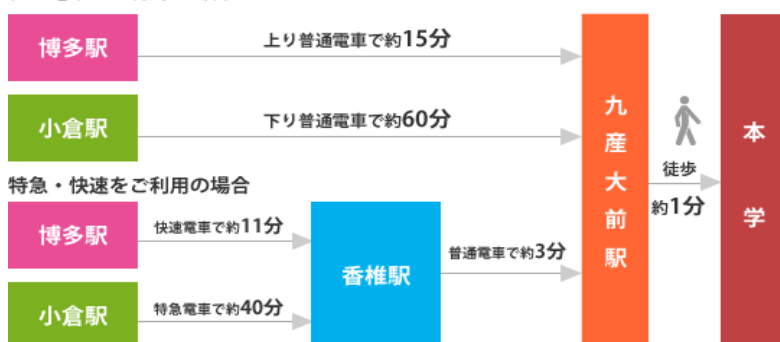 博多駅
上り普通電車で約15分
小倉駅
下り普通電車で約60分
特急・快速をご利用の場合
博多駅
快速電車で約11分
小倉駅
特急電車で約40分
香椎駅
普通電車で約3分
九産大前駅
徒歩
約1分
本学